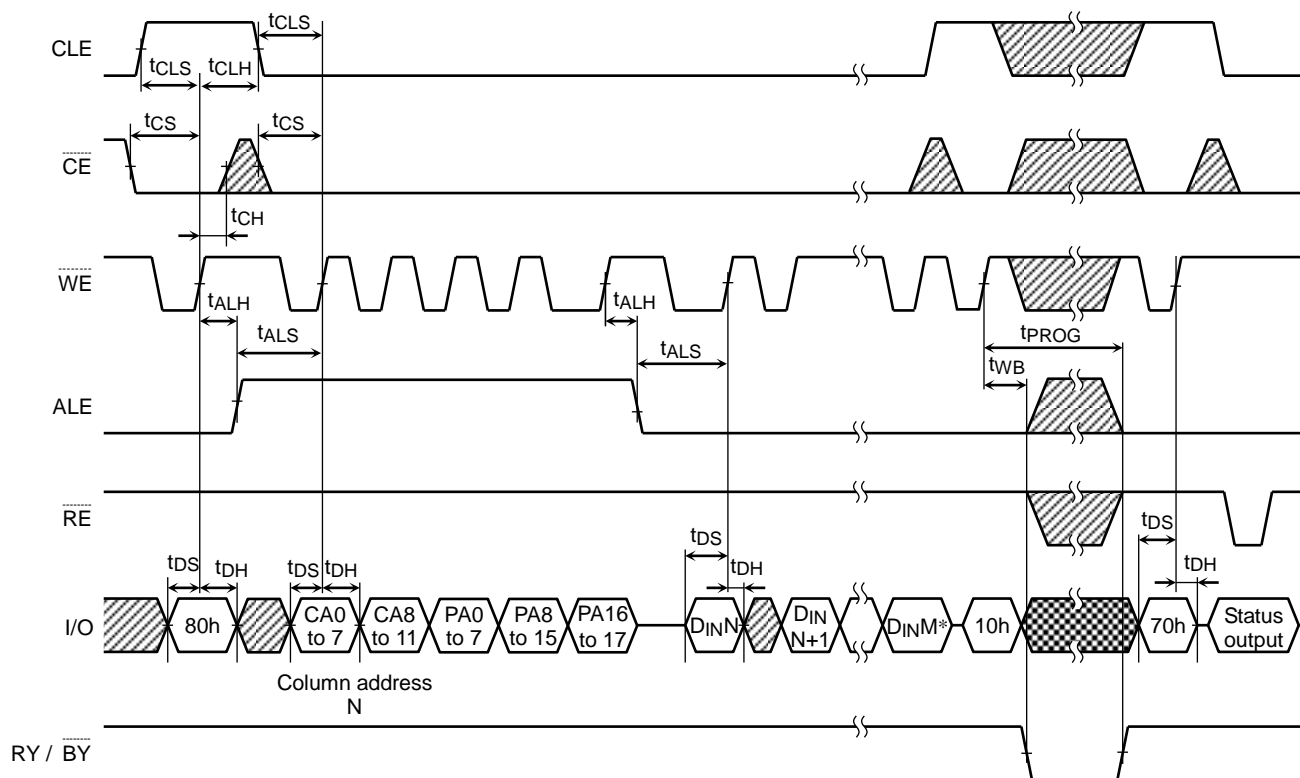 tCLS
CLE
tCLS tCLH
tCS tCS
CE
tCH
WE
tALH tALH
tALS tALS tPROG
tWB
ALE
RE
tDS tDH tDS tDH tDS tDH tDS tDH
I/O
80h
CA0 to 7
CA8 to 11
PA0 to 7
PA8 to 15
PA16 to 17
DINN
DIN N+1
DINM*
10h
70h
Status output
Column address
N
RY / BY